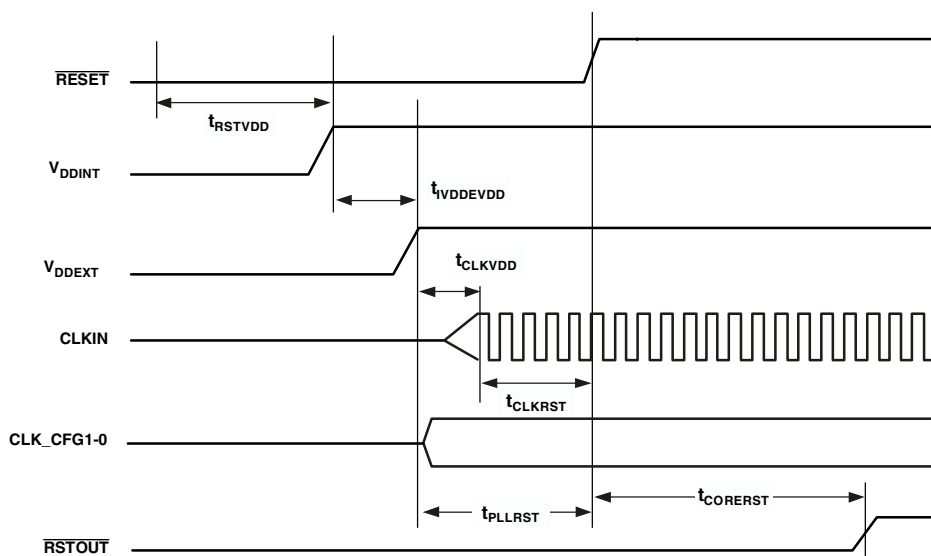 RESET
tRSTVDD
VDDINT
tIVDDEVDD
VDDEXT
tCLKVDD
CLKIN
tCLKRST
CLK_CFG1-0
tPLLRST
tCORERST
RSTOUT